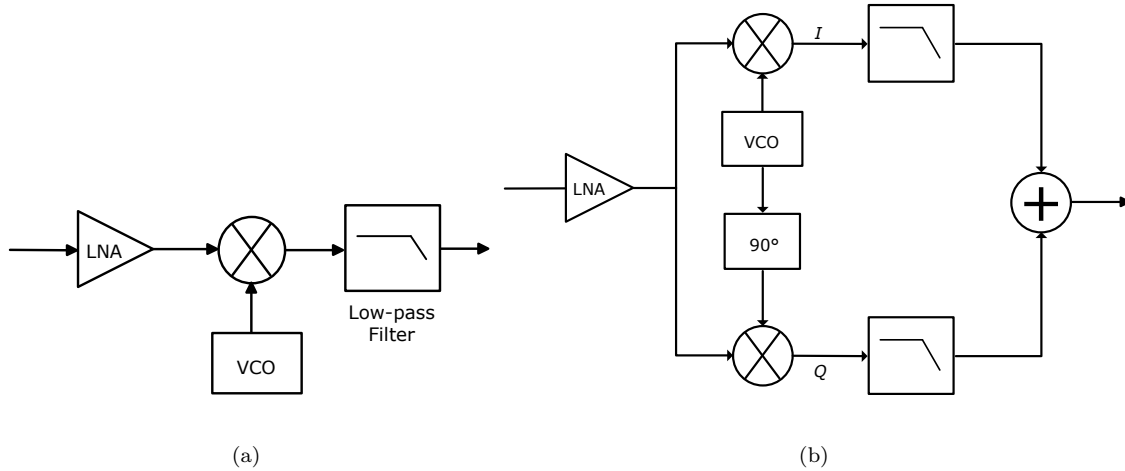 LNA
VCO
Low-pass
Filter
(a)
LNA
I
VCO
90°
Q
(b)